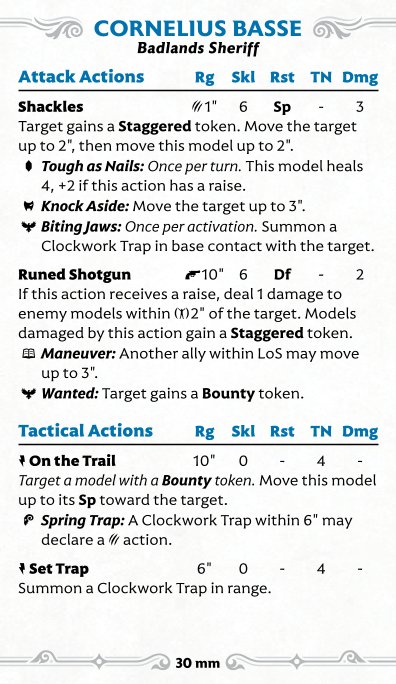 CORNELIUS BASSE
Badlands Sheriff
Attack Actions Rg Skl Rst TN Dmg
Shackles 1" 6 Sp - 3
Target gains a Staggered token. Move the target
up to 2", then move this model up to 2".
Tough as Nails: Once per turn. This model heals
4, +2 if this action has a raise.
Knock Aside: Move the target up to 3".
Biting Jaws: Once per activation. Summon a
Clockwork Trap in base contact with the target.
Runed Shotgun 10" 6 Df - 2
If this action receives a raise, deal 1 damage to
enemy models within 2" of the target. Models
damaged by this action gain a Staggered token.
Maneuver: Another ally within LoS may move
up to 3".
Wanted: Target gains a Bounty token.
Tactical Actions Rg Skl Rst TN Dmg
On the Trail 10" 0 - 4 -
Target a model with a Bounty token. Move this model
up to its Sp toward the target.
Spring Trap: A Clockwork Trap within 6" may
declare a action.
Set Trap 6" 0 - 4 -
Summon a Clockwork Trap in range.
30 mm